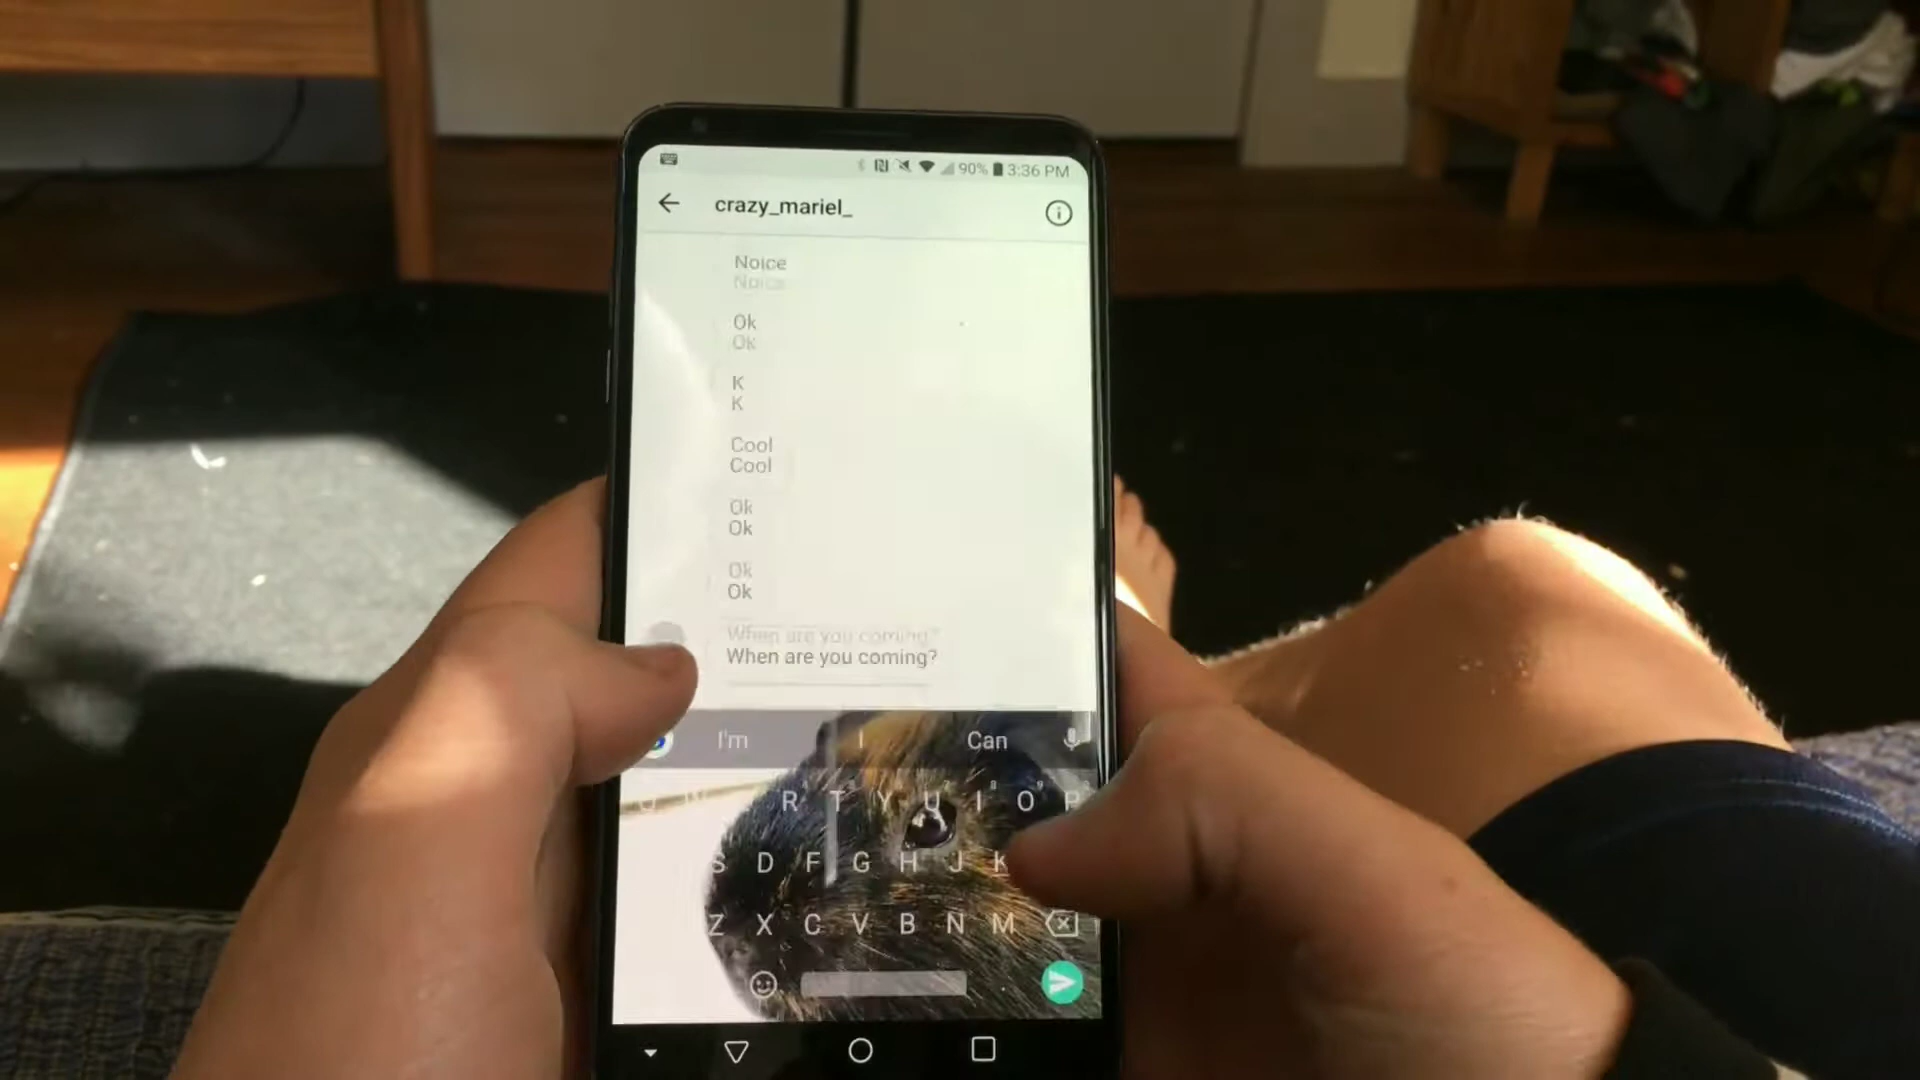 90% 3:36 PM
crazy_mariel_
Noice
Noice
Ok
Ok
K
K
Cool
Cool
Ok
Ok
Ok
Ok
When are you coming?
When are you coming?
I'm I Can
R T Y U I O P
S D F G H J K
Z X C V B N M